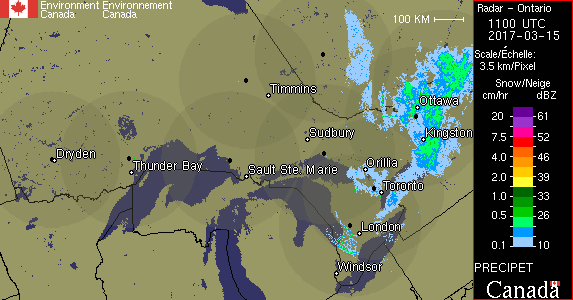 Environment Environnement
Canada Canada
Radar - Ontario
1100 UTC
2017-03-15
100 KM
Scale/Échelle:
3.5 km/Pixel
Snow/Neige
cm/hr dBZ
20 61
7.5 52
4.0 46
2.0 39
1.0 33
0.5 26
0.1 10
Timmins
Ottawa
Sudbury
Kingston
Dryden
Thunder Bay
Sault Ste. Marie
Orillia
Toronto
London
Windsor
PRECIPET
Canada